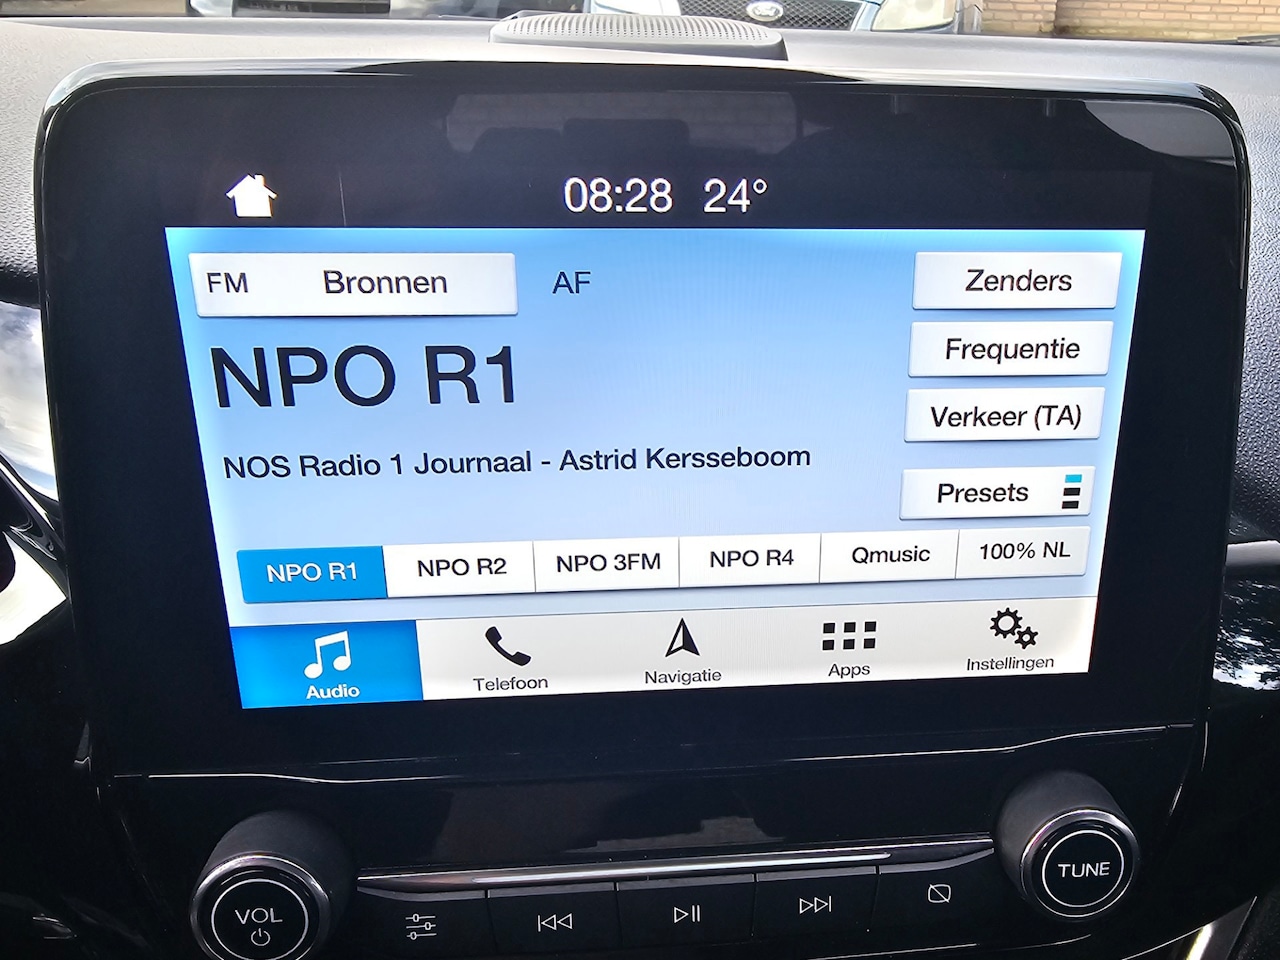 08:28 24°
FM Bronnen AF Zenders
NPO R1
Frequentie
Verkeer (TA)
NOS Radio 1 Journaal - Astrid Kersseboom
Presets
NPO R1 NPO R2 NPO 3FM NPO R4 Qmusic 100% NL
Audio Telefoon Navigatie Apps Instellingen
VOL
TUNE